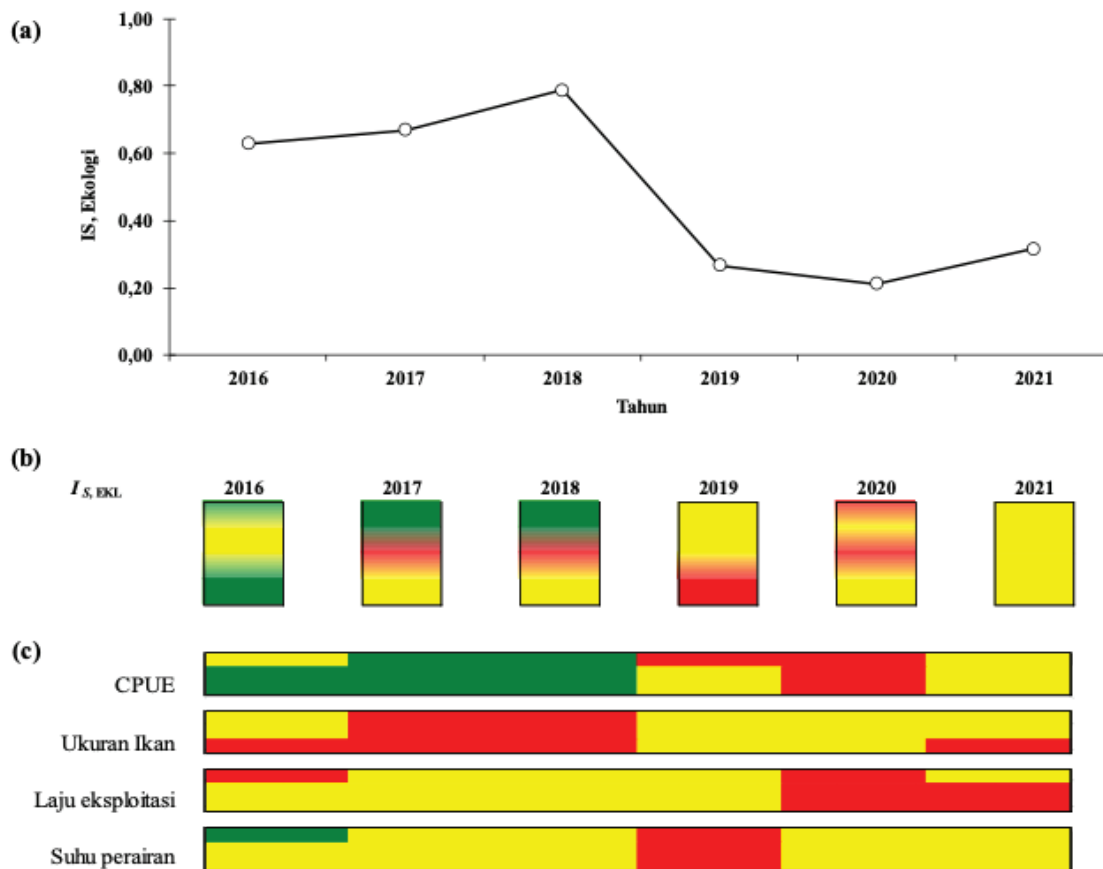 (a)
IS, Ekologi
1,00
0,80
0,60
0,40
0,20
0,00
2016 2017 2018 2019 2020 2021
Tahun
(b)
I S, EKL 2016 2017 2018 2019 2020 2021
(c)
CPUE
Ukuran Ikan
Laju eksploitasi
Suhu perairan